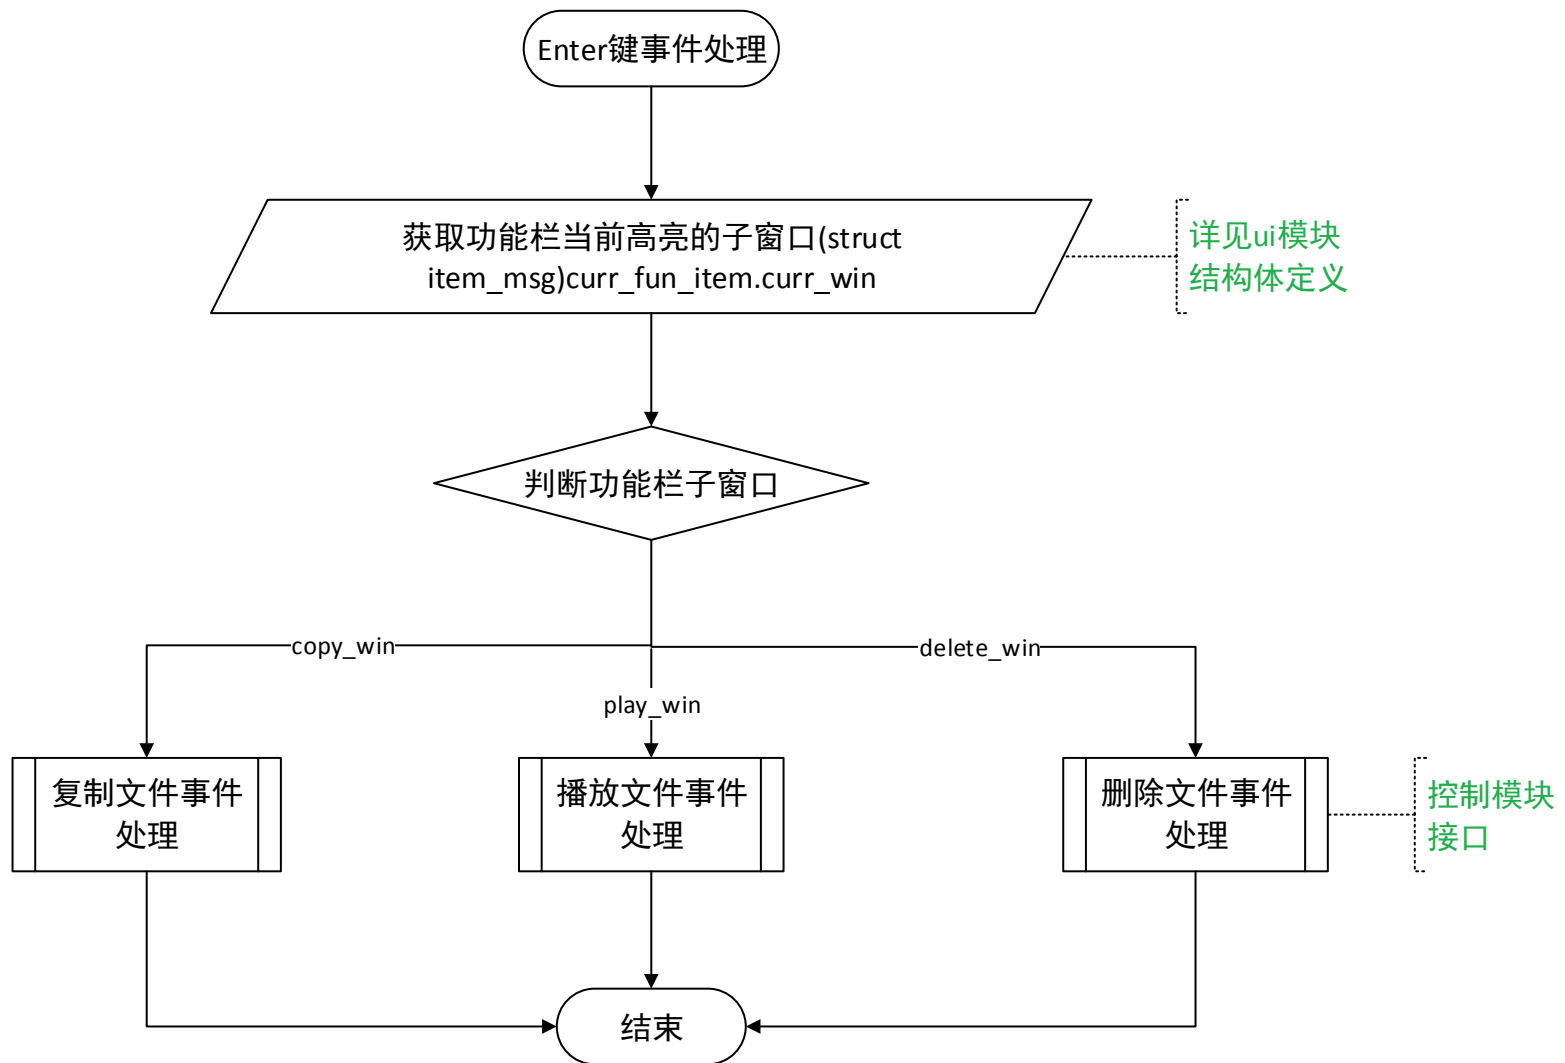 Enter键事件处理
获取功能栏当前高亮的子窗口(struct
item_msg)curr_fun_item.curr_win
详见ui模块
结构体定义
判断功能栏子窗口
copy_win
delete_win
play_win
复制文件事件
处理
播放文件事件
处理
删除文件事件
处理
控制模块
接口
结束